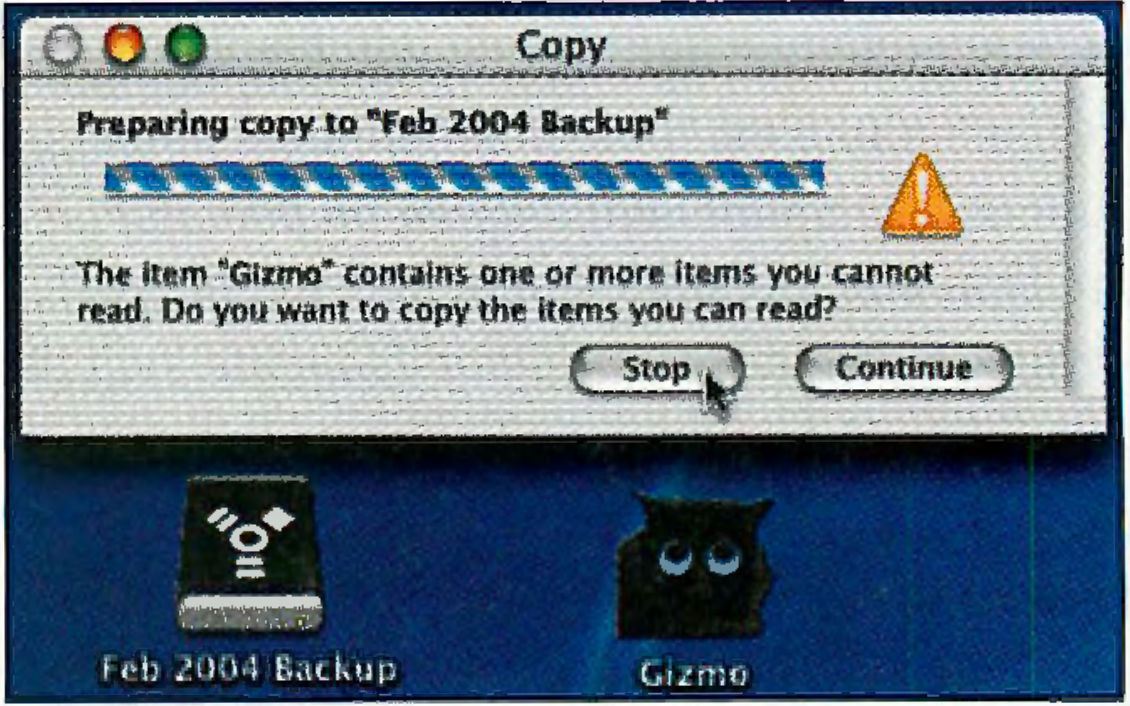 Copy
Preparing copy to "Feb 2004 Backup"
The item "Gizmo" contains one or more items you cannot
read. Do you want to copy the items you can read?
Stop
Continue
Feb 2004 Backup
Gizmo